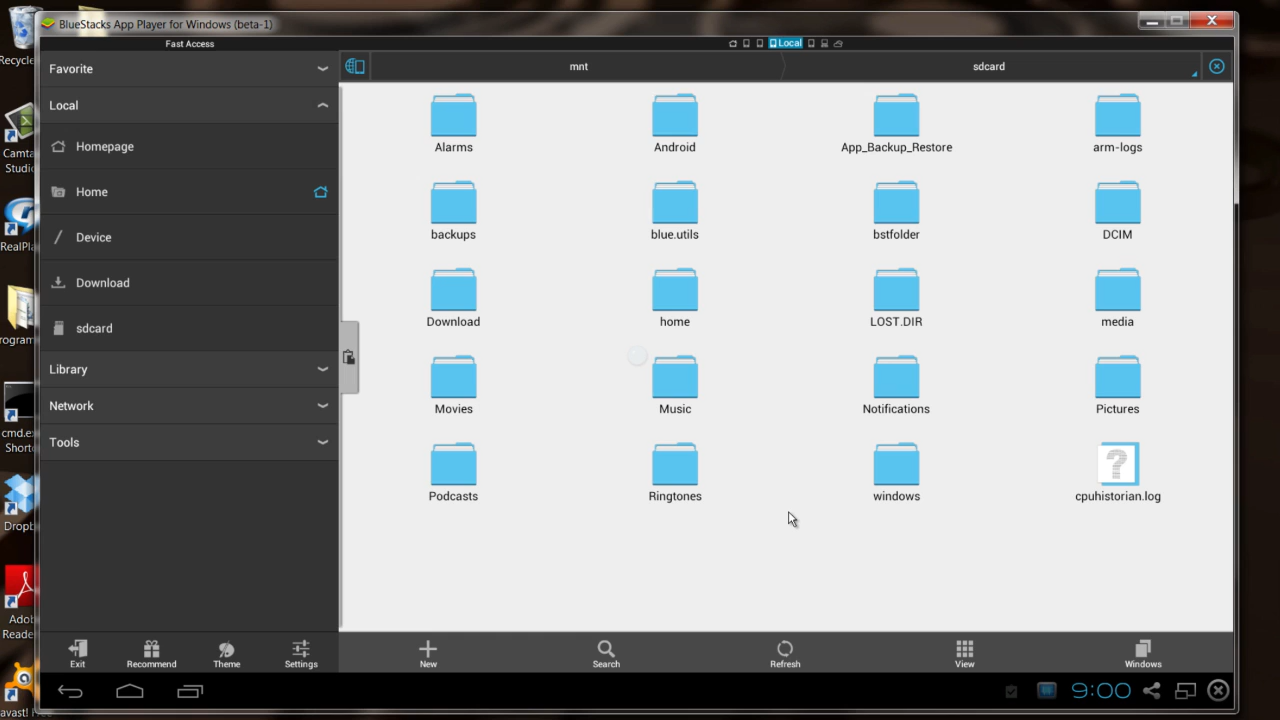 BlueStacks App Player for Windows (beta-1)
Fast Access
Local
Favorite
mnt
sdcard
Local
Homepage
Home
Device
Download
sdcard
Library
Network
Tools
Alarms
Android
App_Backup_Restore
arm-logs
backups
blue.utils
bstfolder
DCIM
Download
home
LOST.DIR
media
Movies
Music
Notifications
Pictures
Podcasts
Ringtones
windows
?
cpuhistorian.log
Exit
Recommend
Theme
Settings
New
Search
Refresh
View
Windows
9:00
Recycle
Camta
Studio
RealPla
rogram
cmd.ex
Shortc
Dropb
Adob
Reade
avast! F